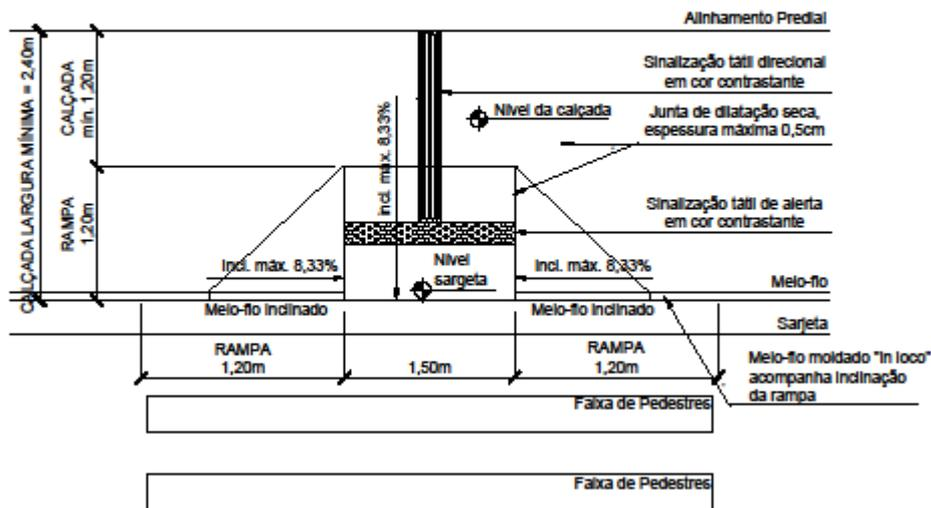 Alinhamento Predial
CALÇADA LARGURA MÍNIMA = 2,40m
CALÇADA
mín. 1,20m
Sinalização tátil direcional
em cor contrastante
Nível da calçada
Junta de dilatação seca,
espessura máxima 0,5cm
incl. máx. 8,33%
RAMPA
1,20m
Sinalização tátil de alerta
em cor contrastante
Incl. máx. 8,33%
Nível
sargeta
Incl. máx. 8,33%
Meio-fio
Meio-fio Inclinado
Meio-fio Inclinado
Sarjeta
RAMPA
1,20m
1,50m
RAMPA
1,20m
Meio-fio moldado "in loco"
acompanha inclinação
da rampa
Faixa de Pedestres
Faixa de Pedestres